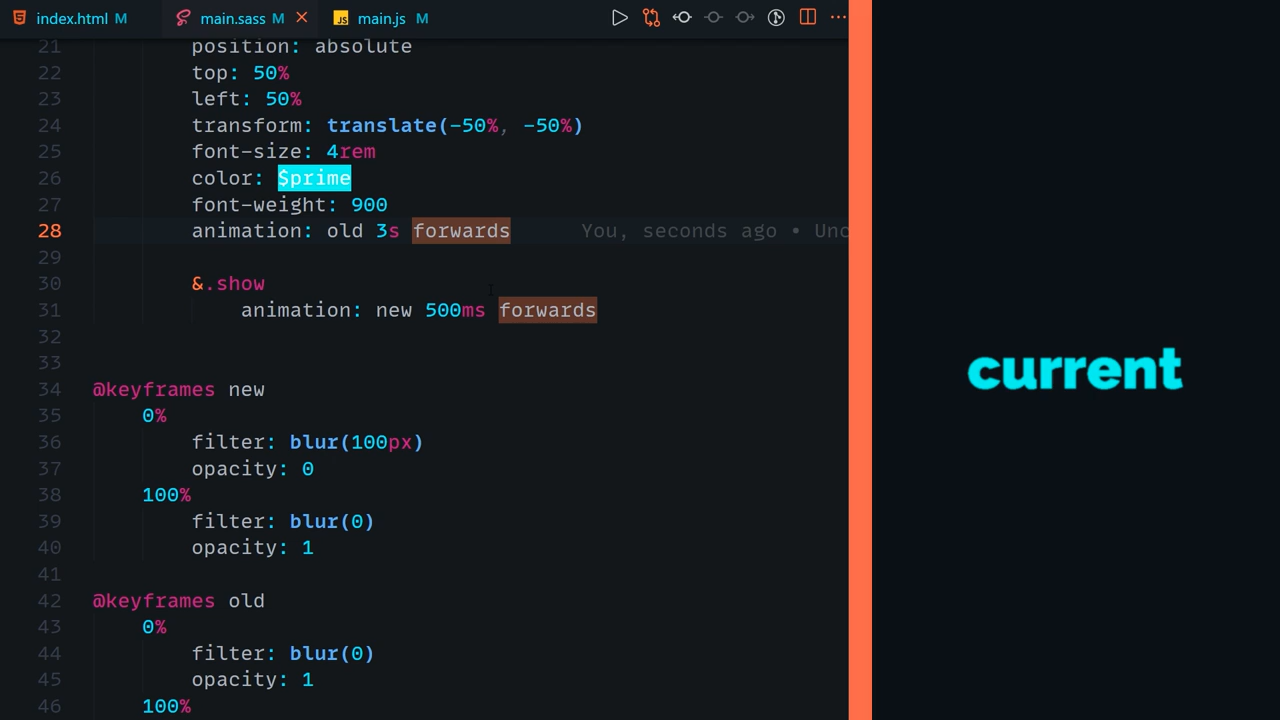 index.html M main.sass M main.js M
21 position: absolute
22 top: 50%
23 left: 50%
24 transform: translate(-50%, -50%)
25 font-size: 4rem
26 color: $prime
27 font-weight: 900
28 animation: old 3s forwards You, seconds ago • Unc
29
30 &.show
31 animation: new 500ms forwards
32
33
34 @keyframes new
35 0%
36 filter: blur(100px)
37 opacity: 0
38 100%
39 filter: blur(0)
40 opacity: 1
41
42 @keyframes old
43 0%
44 filter: blur(0)
45 opacity: 1
46 100%
current